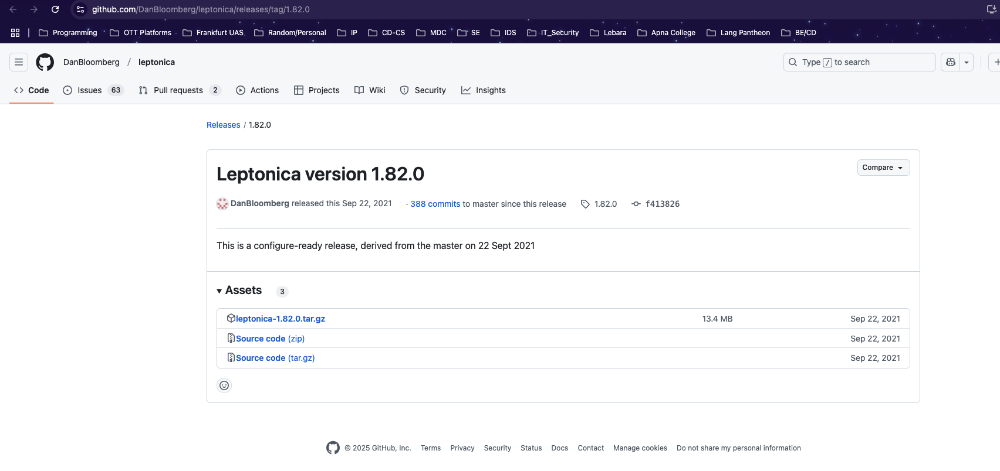 github.com/DanBloomberg/leptonica/releases/tag/1.82.0
Programming OTT Platforms Frankfurt UAS Random/Personal IP CD-CS MDC SE IDS IT_Security Lebara Apna College Lang Pantheon BE/CD
DanBloomberg / leptonica Type / to search
Code Issues 63 Pull requests 2 Actions Projects Wiki Security Insights
Releases / 1.82.0
Leptonica version 1.82.0 Compare
DanBloomberg released this Sep 22, 2021 · 388 commits to master since this release 1.82.0 f413826
This is a configure-ready release, derived from the master on 22 Sept 2021
Assets 3
leptonica-1.82.0.tar.gz 13.4 MB Sep 22, 2021
Source code (zip) Sep 22, 2021
Source code (tar.gz) Sep 22, 2021
© 2025 GitHub, Inc. Terms Privacy Security Status Docs Contact Manage cookies Do not share my personal information